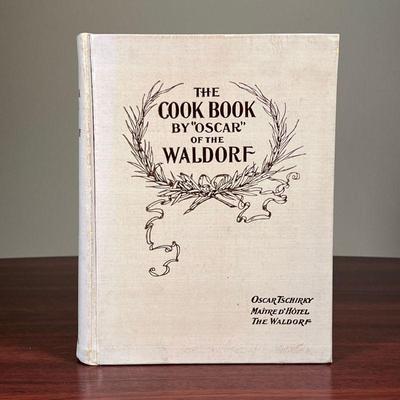 THE
COOK BOOK
BY "OSCAR"
OF THE
WALDORF
OSCAR TSCHIRKY
MAÎTRE D'HÔTEL
THE WALDORF